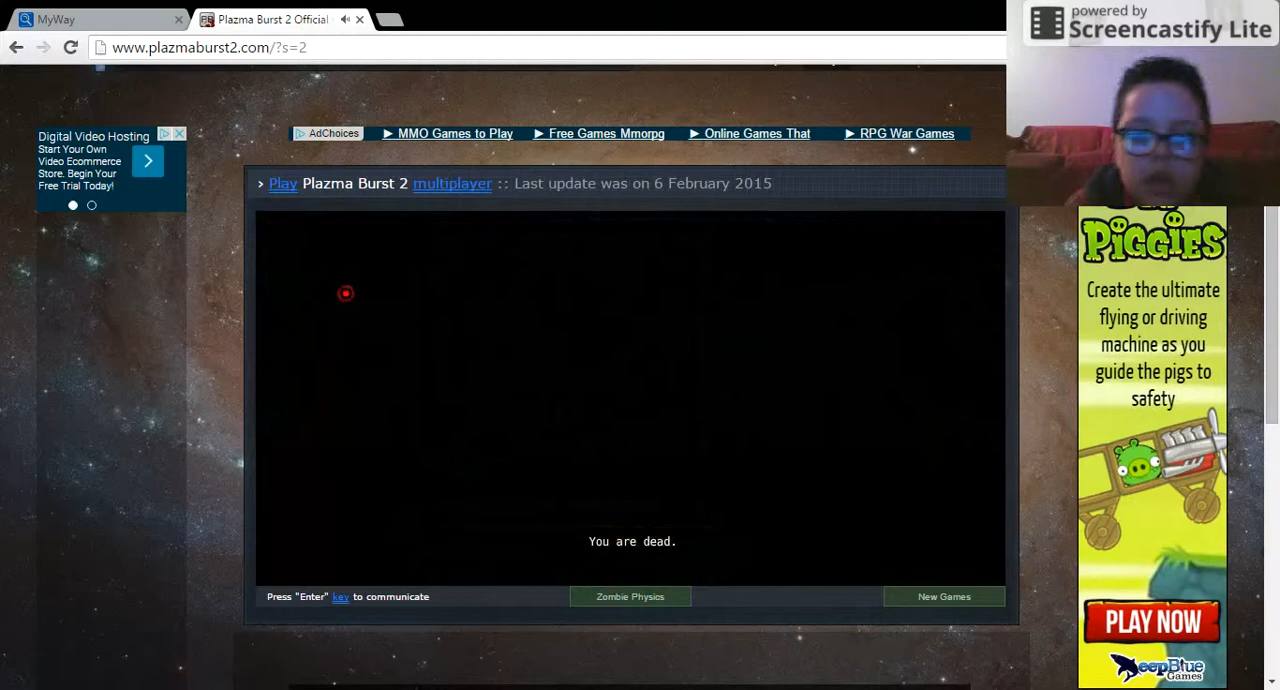 MyWay
Plazma Burst 2 Official
powered by
Screencastify Lite
www.plazmaburst2.com/?s=2
Digital Video Hosting
Start Your Own
Video Ecommerce
Store. Begin Your
Free Trial Today!
AdChoices
MMO Games to Play
Free Games Mmorpg
Online Games That
RPG War Games
› Play Plazma Burst 2 multiplayer :: Last update was on 6 February 2015
PiGGiES
Create the ultimate
flying or driving
machine as you
guide the pigs to
safety
You are dead.
Press "Enter" key to communicate
Zombie Physics
New Games
PLAY NOW
DeepBlue
Games